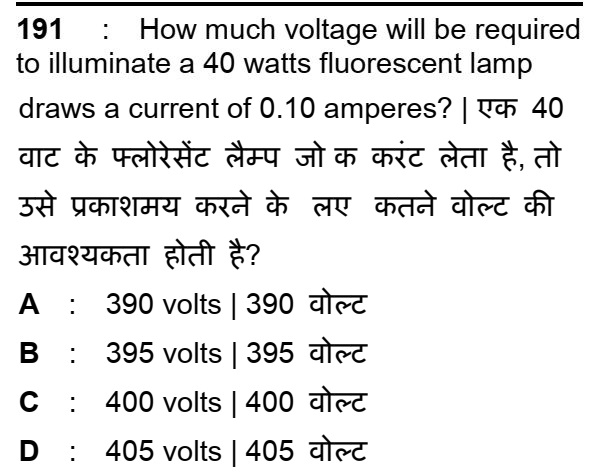 191 : How much voltage will be required
to illuminate a 40 watts fluorescent lamp
draws a current of 0.10 amperes? | एक 40
वाट के फ्लोरेसेंट लैम्प जो क करंट लेता है, तो
उसे प्रकाशमय करने के लए कतने वोल्ट की
आवश्यकता होती है?
A : 390 volts | 390 वोल्ट
B : 395 volts | 395 वोल्ट
C : 400 volts | 400 वोल्ट
D : 405 volts | 405 वोल्ट